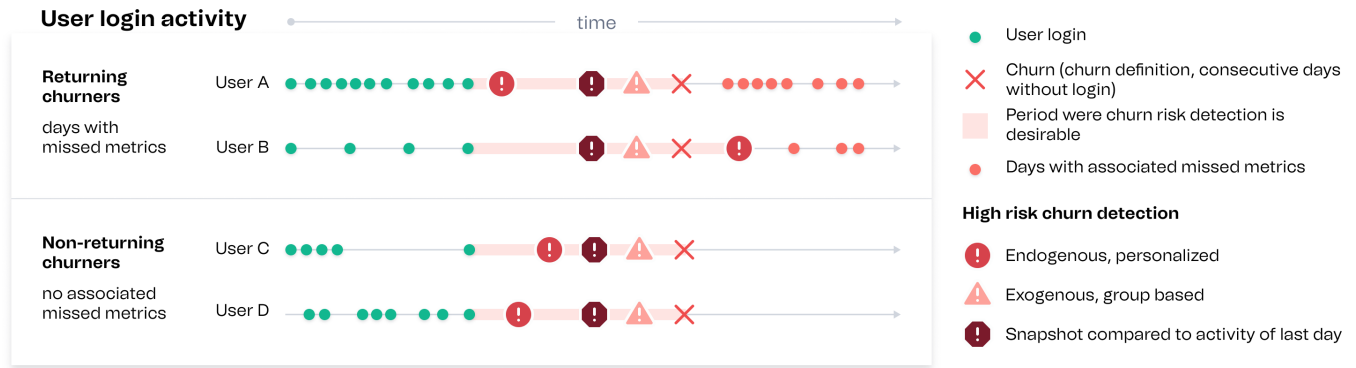 User login activity
time
Returning
churners
days with
missed metrics
User A
User B
Non-returning
churners
no associated
missed metrics
User C
User D
User login
Churn (churn definition, consecutive days
without login)
Period were churn risk detection is
desirable
Days with associated missed metrics
High risk churn detection
Endogenous, personalized
Exogenous, group based
Snapshot compared to activity of last day